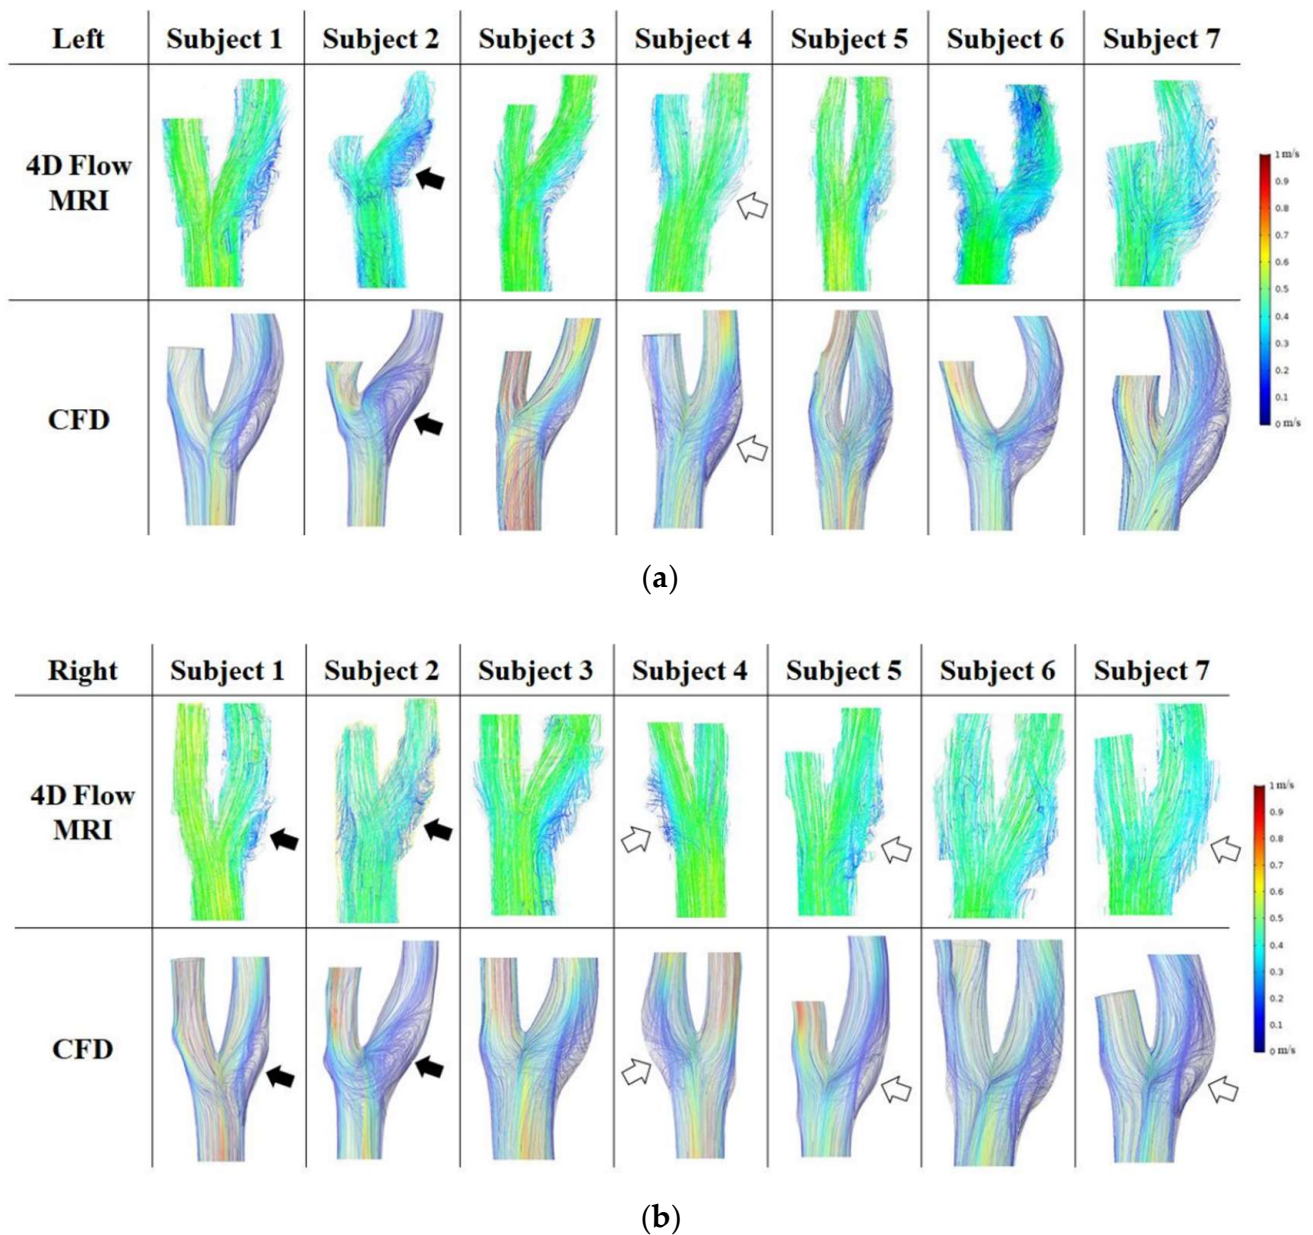 Left Subject 1 Subject 2 Subject 3 Subject 4 Subject 5 Subject 6 Subject 7
4D Flow
MRI
1 m/s
0.9
0.8
0.7
0.6
0.5
0.4
0.3
0.2
0.1
0 m/s
CFD
(a)
Right Subject 1 Subject 2 Subject 3 Subject 4 Subject 5 Subject 6 Subject 7
4D Flow
MRI
1 m/s
0.9
0.8
0.7
0.6
0.5
0.4
0.3
0.2
0.1
0 m/s
CFD
(b)